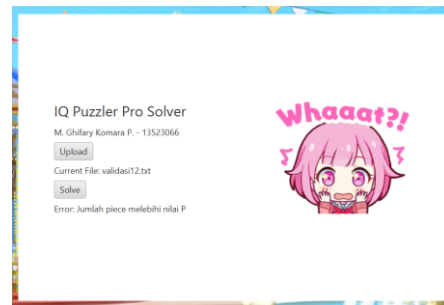 IQ Puzzler Pro Solver
M. Ghifary Komara P. - 13523066
Upload
Current File: validasi12.txt
Solve
Error: Jumlah piece melebihi nilai P
Whaaat?!